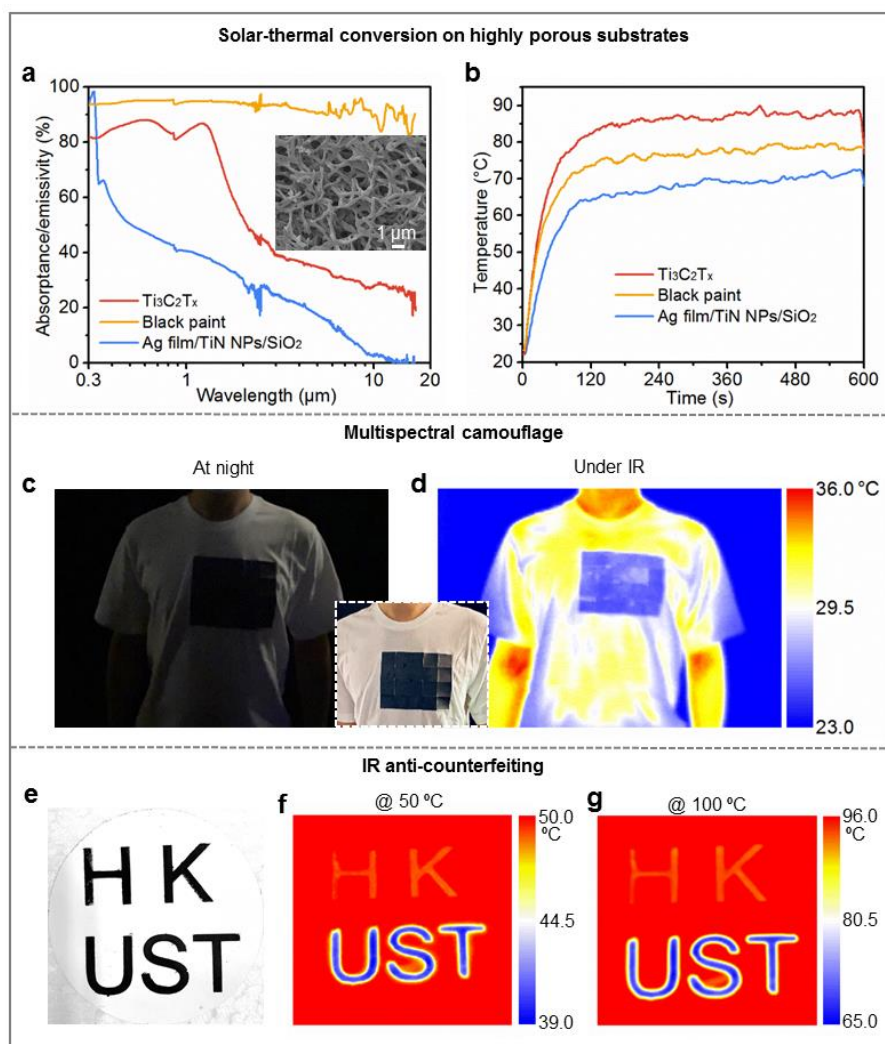 Solar-thermal conversion on highly porous substrates
a
b
100
80
60
40
20
0
Absorptance/emissivity (%)
1 µm
Ti₃C₂Tₓ
Black paint
Ag film/TiN NPs/SiO₂
0.3
1
10
20
Wavelength (µm)
90
80
70
60
50
40
30
20
Temperature (°C)
Ti₃C₂Tₓ
Black paint
Ag film/TiN NPs/SiO₂
0
120
240
360
480
600
Time (s)
Multispectral camouflage
At night
Under IR
c
d
36.0 °C
29.5
23.0
IR anti-counterfeiting
e
f
@ 50 ºC
g
@ 100 ºC
H K
UST
H K
UST
50.0
ºC
44.5
39.0
H K
UST
96.0
ºC
80.5
65.0